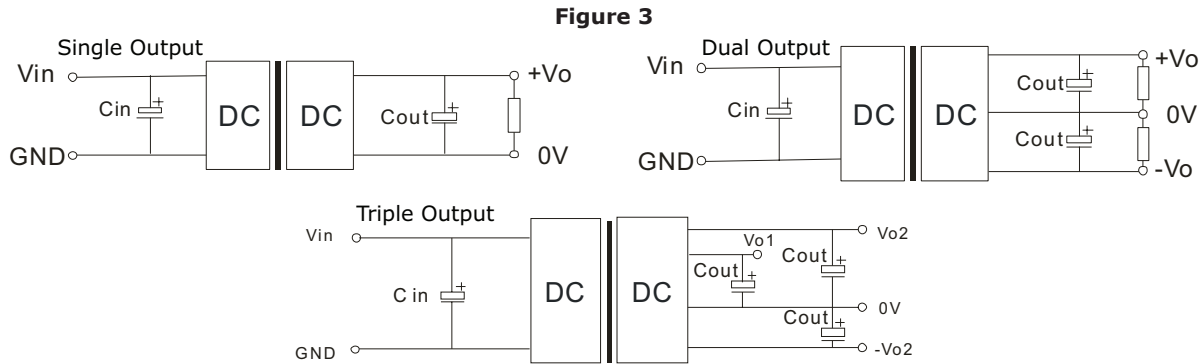 Figure 3
Single Output
Vin
Cin
GND
DC
DC
Cout
+Vo
0V
Dual Output
Vin
Cin
GND
DC
DC
Cout
Cout
+Vo
0V
-Vo
Triple Output
Vin
Cin
GND
DC
DC
Vo1
Cout
Cout
Cout
Vo2
0V
-Vo2